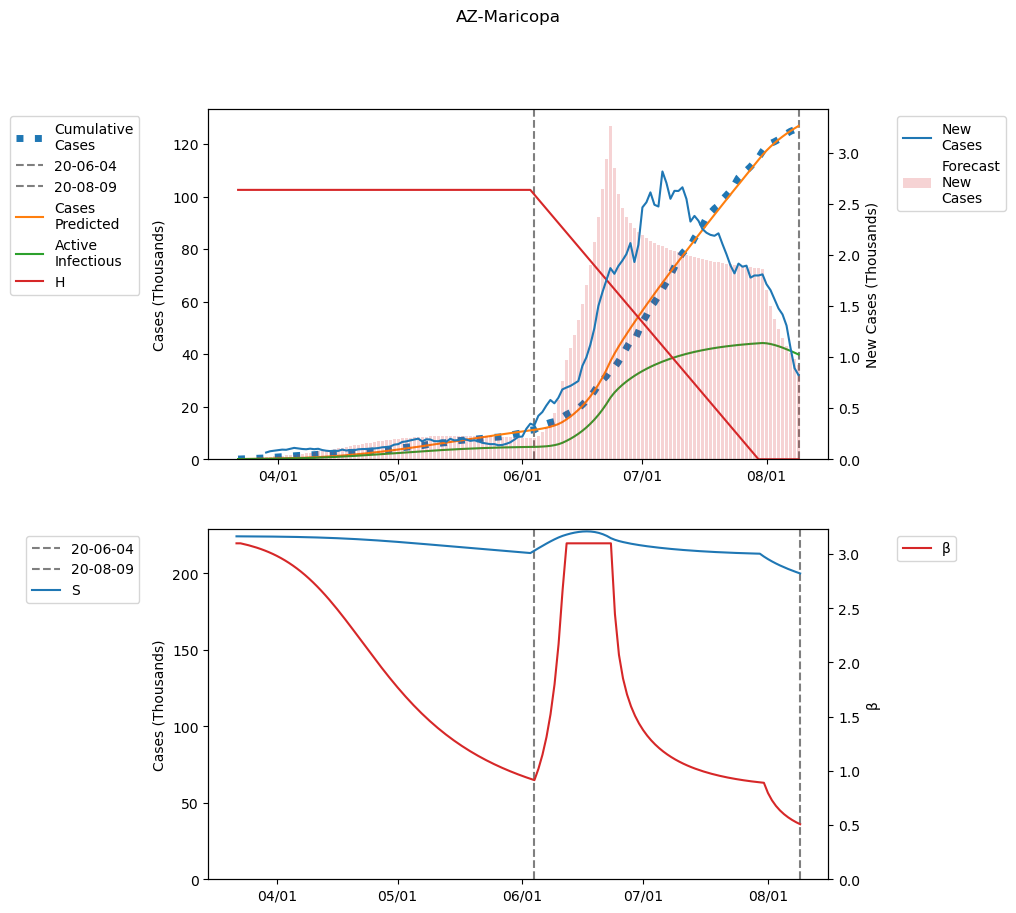 AZ-Maricopa
Cumulative
Cases
20-06-04
20-08-09
Cases
Predicted
Active
Infectious
H
Cases (Thousands)
120
100
80
60
40
20
0
04/01
05/01
06/01
07/01
08/01
3.0
2.5
2.0
1.5
1.0
0.5
0.0
New Cases (Thousands)
New
Cases
Forecast
New
Cases
20-06-04
20-08-09
S
Cases (Thousands)
200
150
100
50
0
04/01
05/01
06/01
07/01
08/01
3.0
2.5
2.0
1.5
1.0
0.5
0.0
β
β